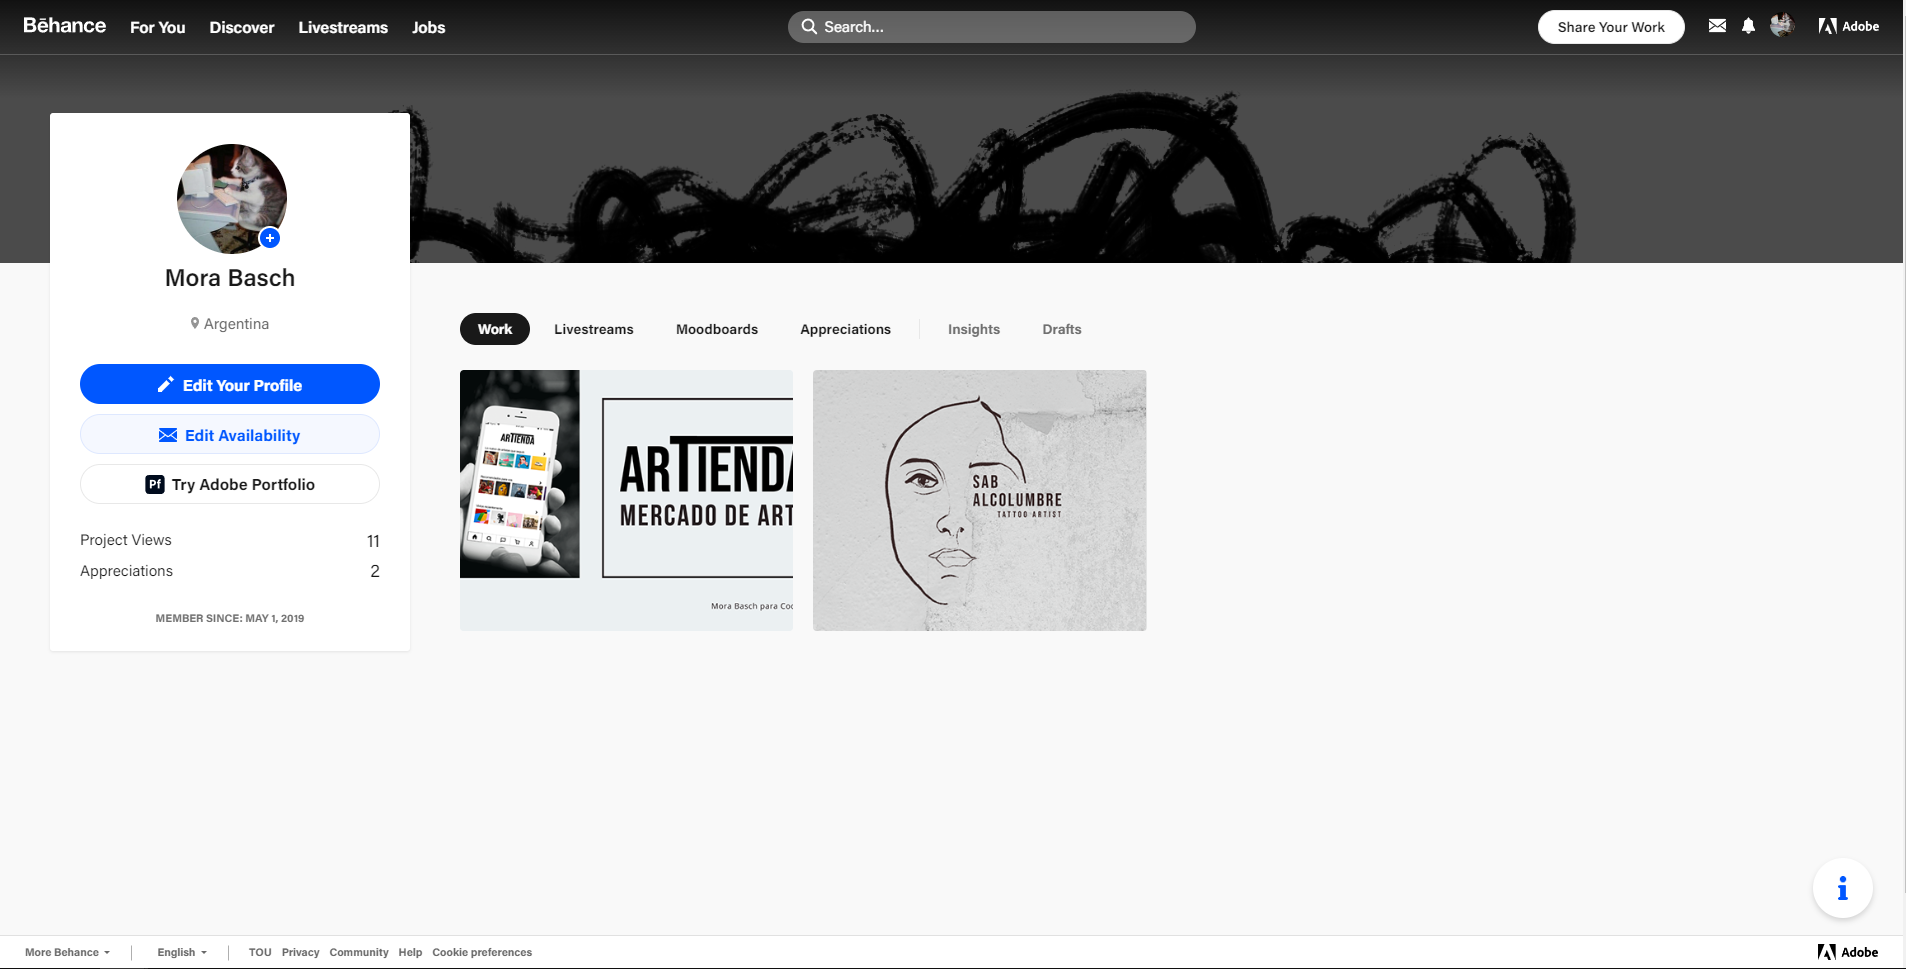 Bēhance
For You
Discover
Livestreams
Jobs
Search...
Share Your Work
Adobe
Mora Basch
Argentina
Edit Your Profile
Edit Availability
Pf Try Adobe Portfolio
Project Views 11
Appreciations 2
MEMBER SINCE: MAY 1, 2019
Work
Livestreams
Moodboards
Appreciations
Insights
Drafts
ARTIENDA
ARTIENDA
MERCADO DE ART
Mora Basch para Coc
SAB
ALCOLUMBRE
TATTOO ARTIST
i
More Behance
English
TOU
Privacy
Community
Help
Cookie preferences
Adobe